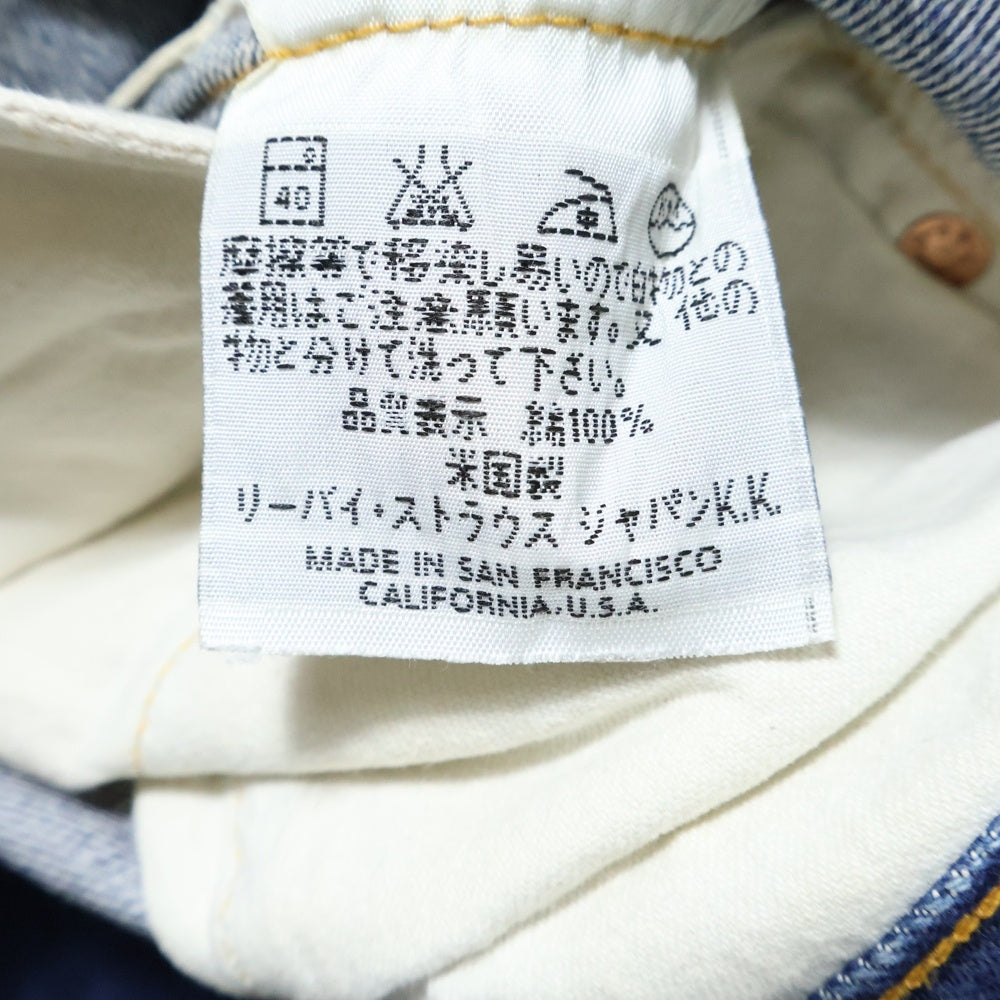 40
摩擦等で移染し易いので白物との
着用はご注意願います。又他の
物と分けて洗って下さい。
品質表示 綿100%
米国製
リーバイ・ストラウス ジャパンK.K.
MADE IN SAN FRANCISCO
CALIFORNIA.U.S.A.